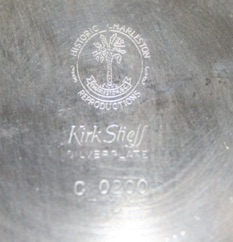 HISTORIC CHARLESTON
REPRODUCTIONS
Kirk Stieff
SILVERPLATE
C 0200